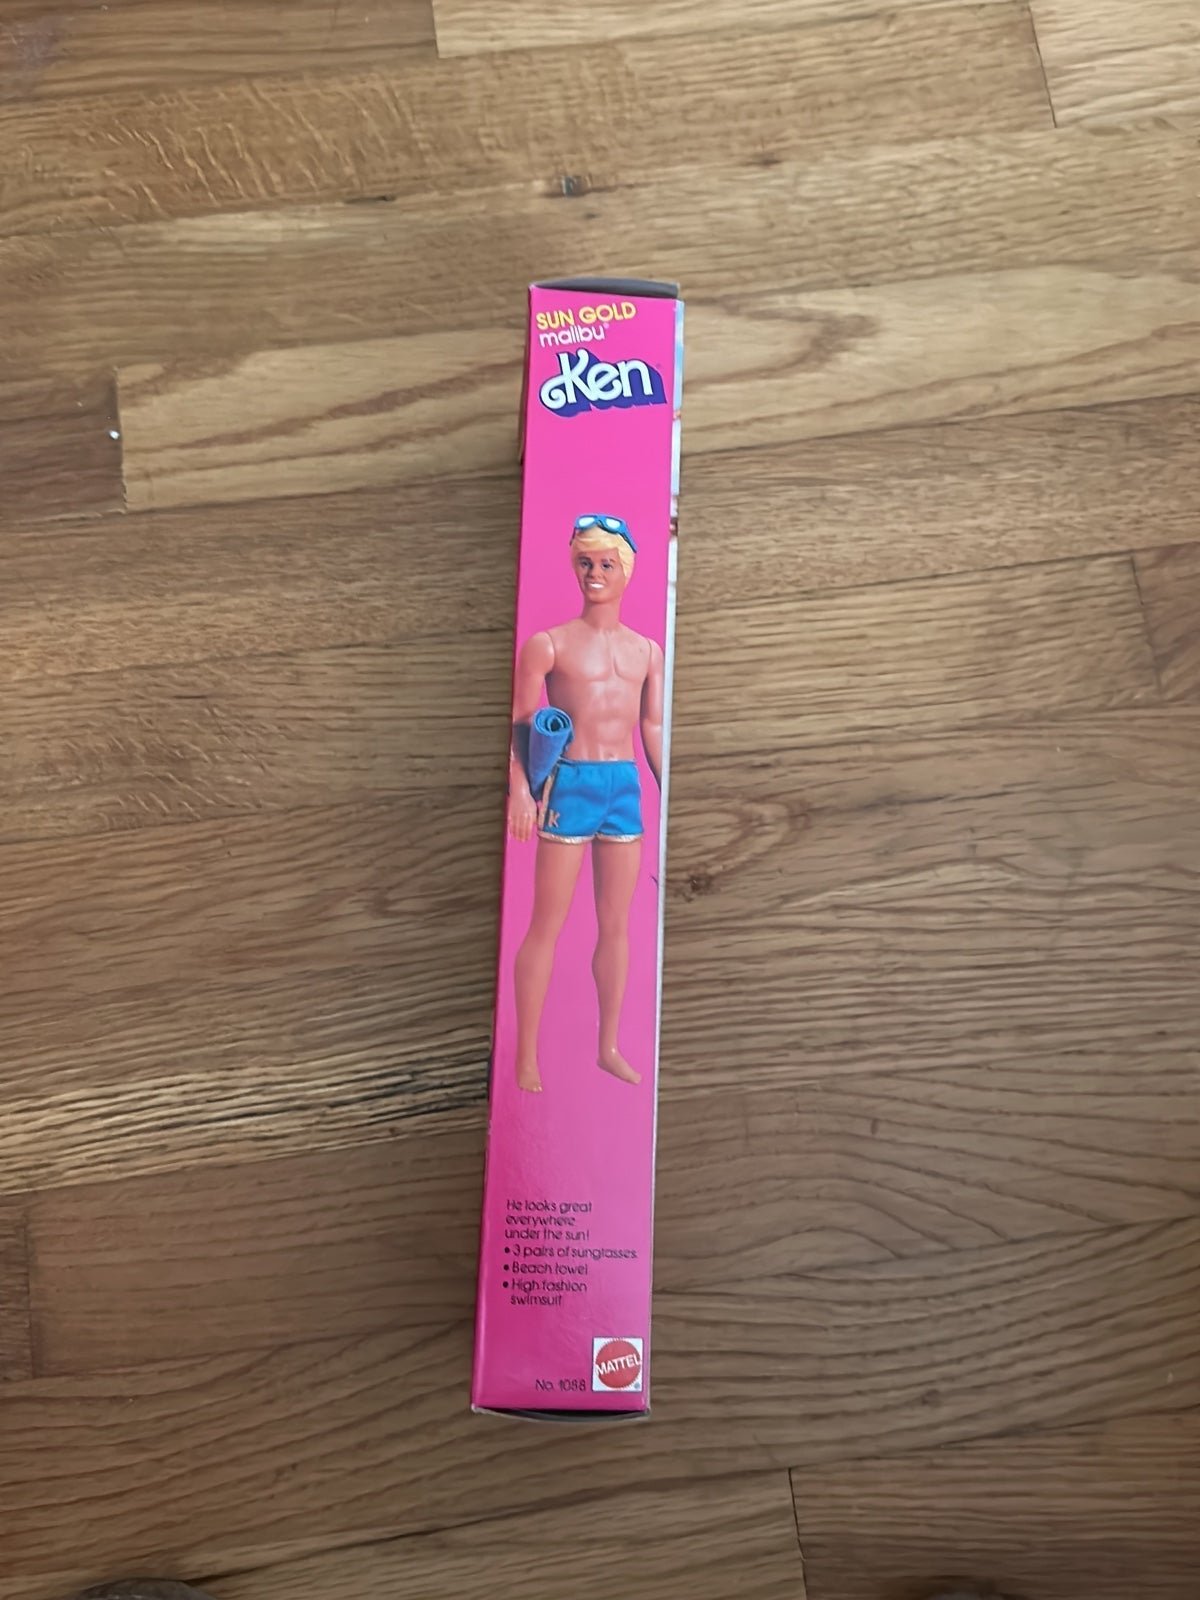 SUN GOLD
malibu®
Ken
K
He looks great
everywhere
under the sun!
• 3 pairs of sunglasses.
• Beach towel
• High fashion
swimsuit
MATTEL
No. 1088